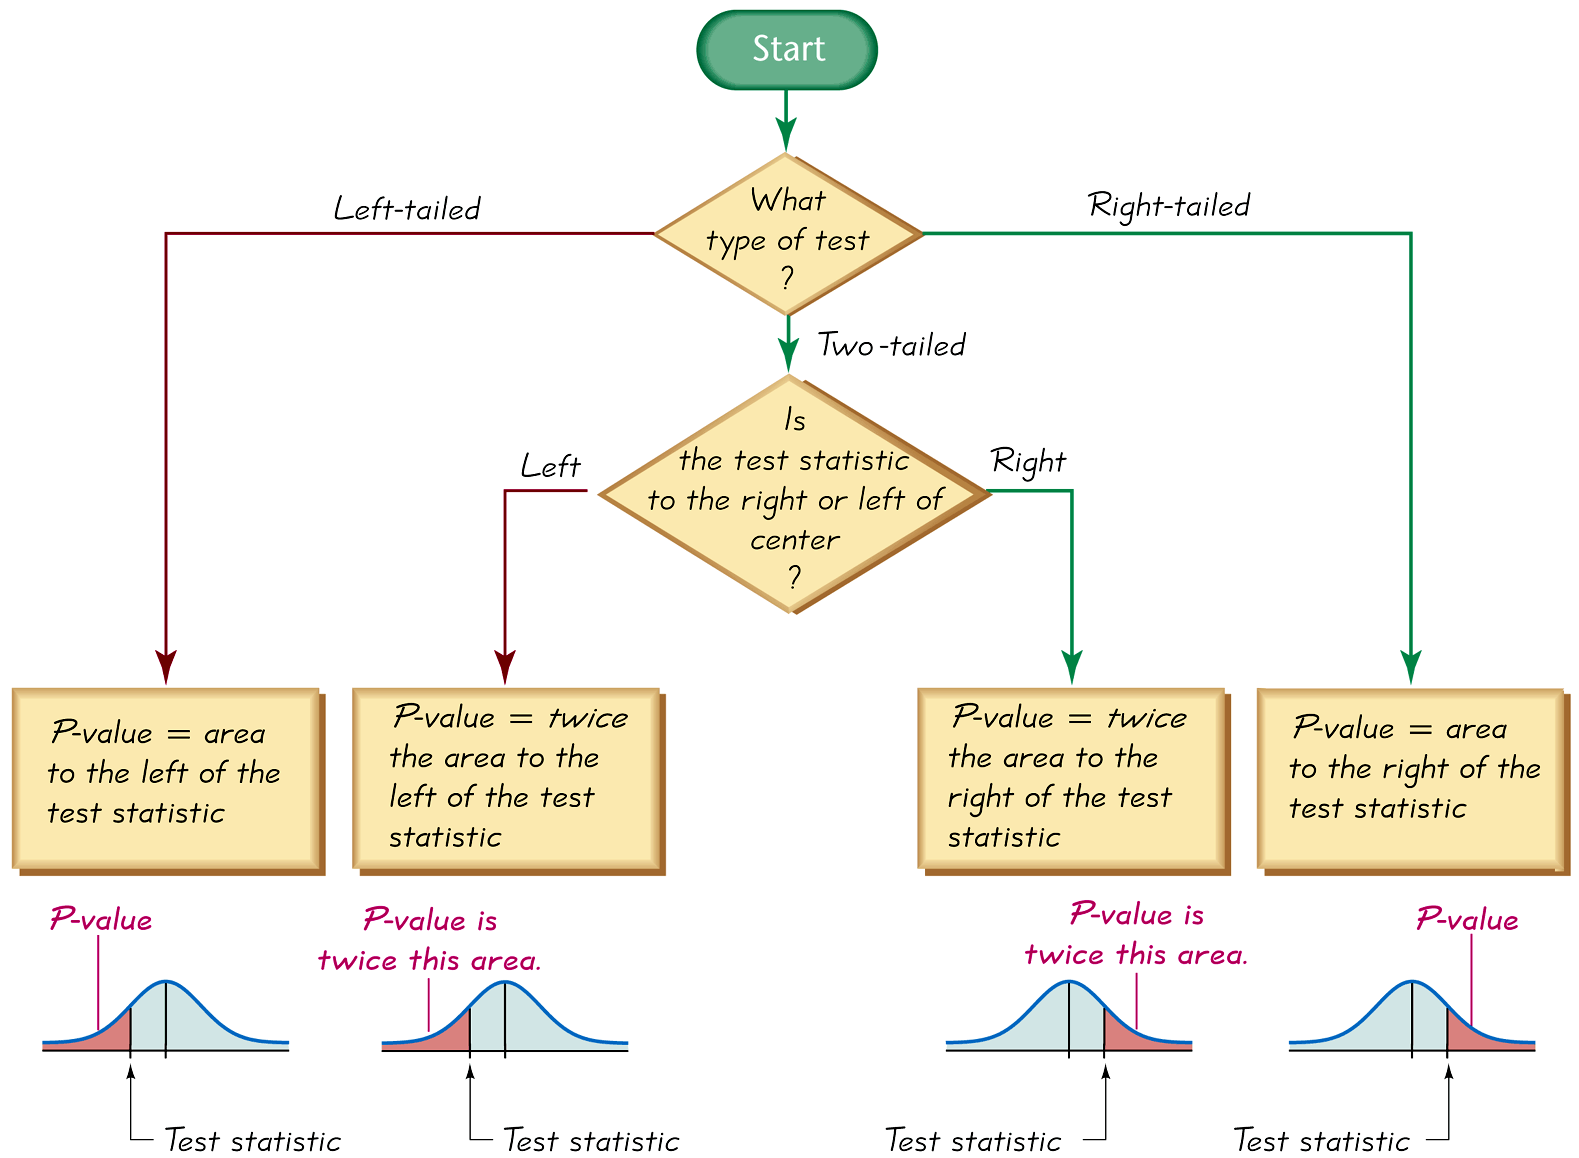 Start
What
type of test
?
Left-tailed
Right-tailed
Two-tailed
Is
the test statistic
to the right or left of
center
?
Left
Right
P-value = area
to the left of the
test statistic
P-value = twice
the area to the
left of the test
statistic
P-value = twice
the area to the
right of the test
statistic
P-value = area
to the right of the
test statistic
P-value
P-value is
twice this area.
P-value is
twice this area.
P-value
Test statistic
Test statistic
Test statistic
Test statistic